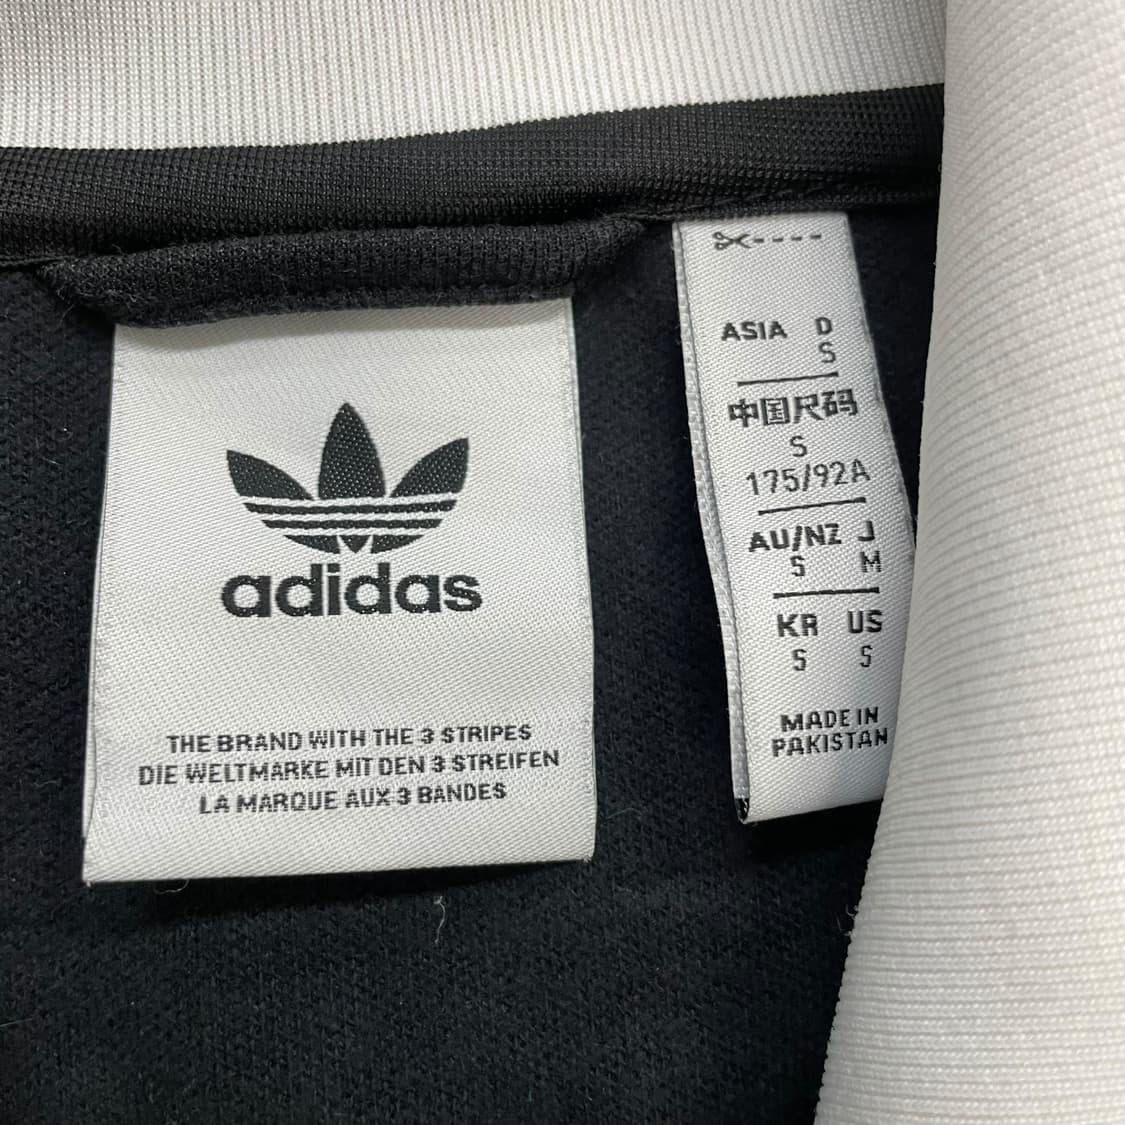 adidas
THE BRAND WITH THE 3 STRIPES
DIE WELTMARKE MIT DEN 3 STREIFEN
LA MARQUE AUX 3 BANDES
ASIA D
S
中国尺码
S
175/92A
AU/NZ J
S M
KR US
S S
MADE IN
PAKISTAN